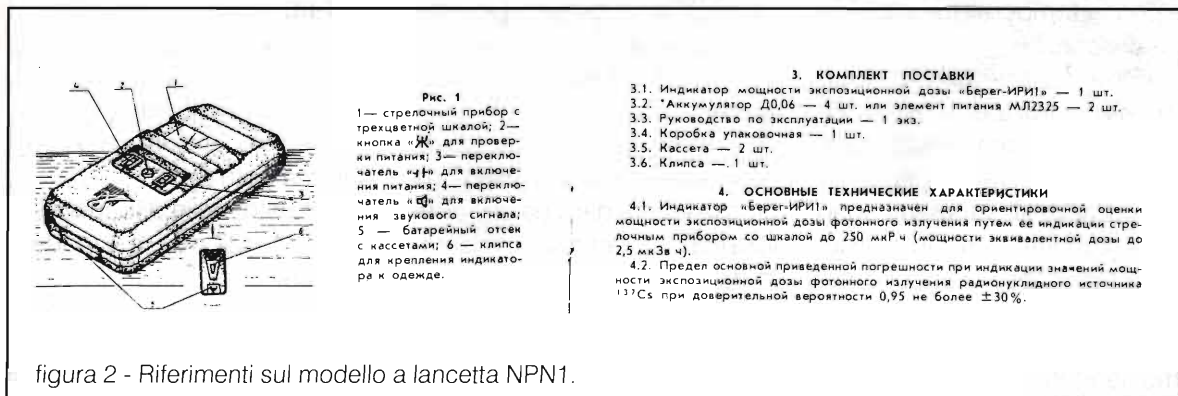 Рис. 1
1— стрелочный прибор с
трехцветной шкалой; 2—
кнопка «Ж» для провер-
ки питания; 3— переклю-
чатель для включе-
ния питания; 4— переклю-
чатель для включе-
ния звукового сигнала;
5 — батарейный отсек
с кассетами; 6 — клипса
для крепления индикато-
ра к одежде.
3. КОМПЛЕКТ ПОСТАВКИ
3.1. Индикатор мощности экспозиционной дозы «Берег-ИРИ1» — 1 шт.
3.2. *Аккумулятор Д0,06 — 4 шт. или элемент питания МЛ2325 — 2 шт.
3.3. Руководство по эксплуатации — 1 экз.
3.4. Коробка упаковочная — 1 шт.
3.5. Кассета — 2 шт.
3.6. Клипса — 1 шт.
4. ОСНОВНЫЕ ТЕХНИЧЕСКИЕ ХАРАКТЕРИСТИКИ
4.1. Индикатор «Берег-ИРИ1» предназначен для ориентировочной оценки
мощности экспозиционной дозы фотонного излучения путем ее индикации стре-
лочным прибором со шкалой до 250 мкР ч (мощности эквивалентной дозы до
2,5 мкЗв ч).
4.2. Предел основной приведенной погрешности при индикации значений мощ-
ности экспозиционной дозы фотонного излучения радионуклидного источника
¹³⁷Cs при доверительной вероятности 0,95 не более ±30%.
4
2
1
3
6
5
figura 2 - Riferimenti sul modello a lancetta NPN1.